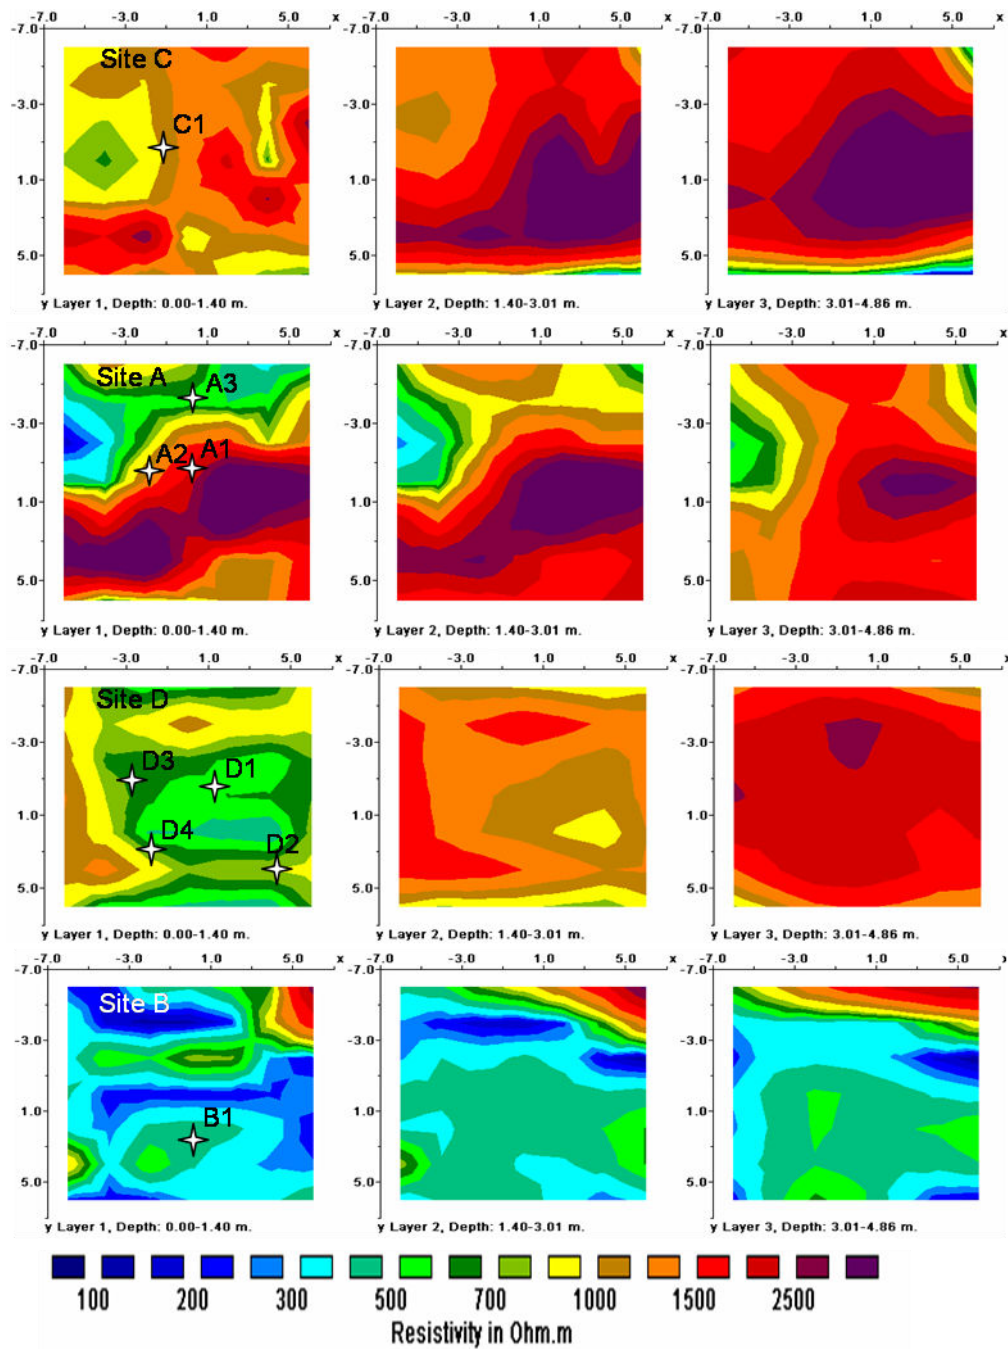 -7.0 -3.0 1.0 5.0 x
-7.0 -3.0 1.0 5.0 x
-7.0 -3.0 1.0 5.0 x
-7.0
-7.0
-7.0
Site C
-3.0
-3.0
-3.0
C1
1.0
1.0
1.0
5.0
5.0
5.0
y Layer 1, Depth: 0.00-1.40 m.
y Layer 2, Depth: 1.40-3.01 m.
y Layer 3, Depth: 3.01-4.86 m.
-7.0 -3.0 1.0 5.0 x
-7.0 -3.0 1.0 5.0 x
-7.0 -3.0 1.0 5.0 x
-7.0
-7.0
-7.0
Site A
A3
-3.0
-3.0
-3.0
A2 A1
1.0
1.0
1.0
5.0
5.0
5.0
y Layer 1, Depth: 0.00-1.40 m.
y Layer 2, Depth: 1.40-3.01 m.
y Layer 3, Depth: 3.01-4.86 m.
-7.0 -3.0 1.0 5.0 x
-7.0 -3.0 1.0 5.0 x
-7.0 -3.0 1.0 5.0 x
-7.0
-7.0
-7.0
Site D
-3.0
-3.0
-3.0
D3 D1
1.0
1.0
1.0
D4 D2
5.0
5.0
5.0
y Layer 1, Depth: 0.00-1.40 m.
y Layer 2, Depth: 1.40-3.01 m.
y Layer 3, Depth: 3.01-4.86 m.
-7.0 -3.0 1.0 5.0 x
-7.0 -3.0 1.0 5.0 x
-7.0 -3.0 1.0 5.0 x
-7.0
-7.0
-7.0
Site B
-3.0
-3.0
-3.0
1.0
1.0
1.0
B1
5.0
5.0
5.0
y Layer 1, Depth: 0.00-1.40 m.
y Layer 2, Depth: 1.40-3.01 m.
y Layer 3, Depth: 3.01-4.86 m.
100 200 300 500 700 1000 1500 2500
Resistivity in Ohm.m